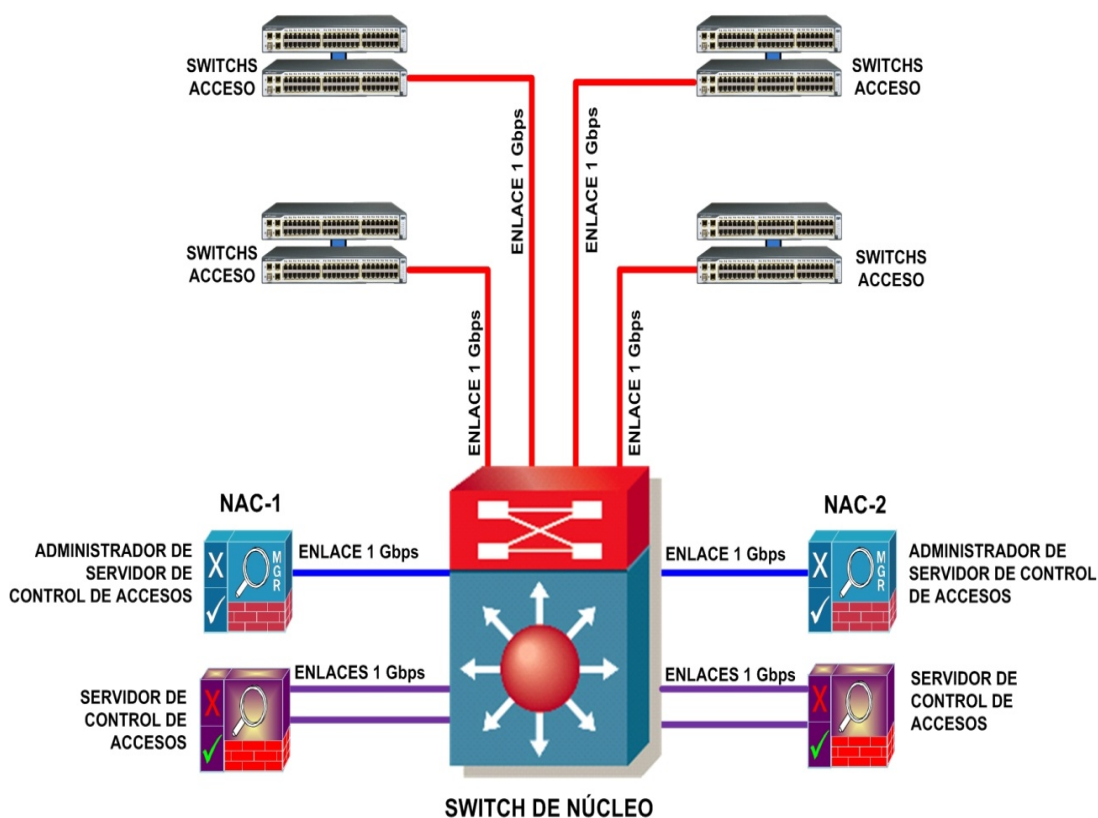 SWITCHS
ACCESO
SWITCHS
ACCESO
ENLACE 1 Gbps
ENLACE 1 Gbps
SWITCHS
ACCESO
SWITCHS
ACCESO
ENLACE 1 Gbps
ENLACE 1 Gbps
NAC-1
NAC-2
ADMINISTRADOR DE
SERVIDOR DE
CONTROL DE ACCESOS
MGR
ENLACE 1 Gbps
ENLACE 1 Gbps
MGR
ADMINISTRADOR DE
SERVIDOR DE CONTROL
DE ACCESOS
SERVIDOR DE
CONTROL DE
ACCESOS
ENLACES 1 Gbps
ENLACES 1 Gbps
SERVIDOR DE
CONTROL DE
ACCESOS
SWITCH DE NÚCLEO